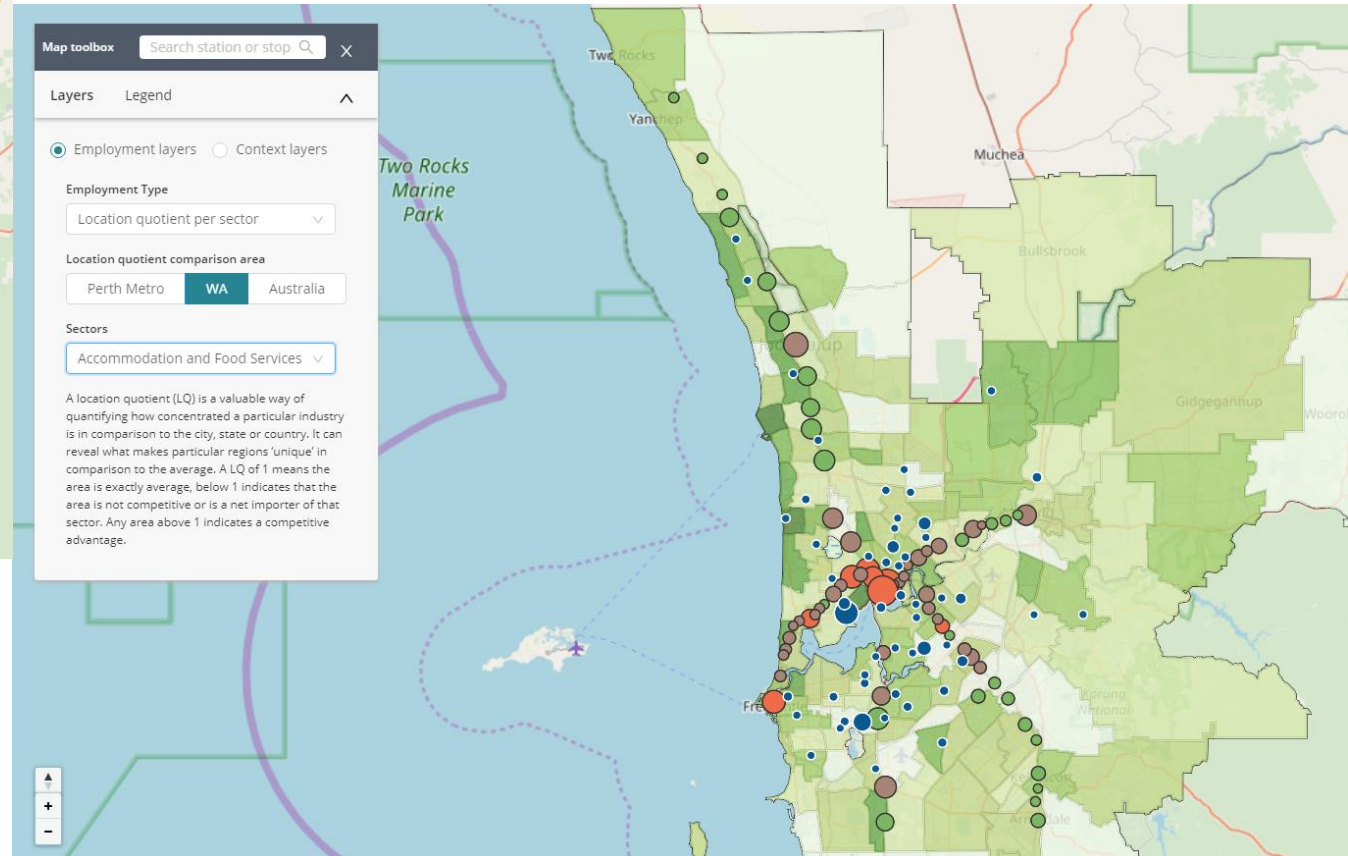 Map toolbox
Search station or stop
X
Layers
Legend
Employment layers
Context layers
Employment Type
Location quotient per sector
Location quotient comparison area
Perth Metro
WA
Australia
Sectors
Accommodation and Food Services
A location quotient (LQ) is a valuable way of
quantifying how concentrated a particular industry
is in comparison to the city, state or country. It can
reveal what makes particular regions ‘unique’ in
comparison to the average. A LQ of 1 means the
area is exactly average, below 1 indicates that the
area is not competitive or is a net importer of that
sector. Any area above 1 indicates a competitive
advantage.
+
−
Two Rocks
Marine
Park
Two Rocks
Yanchep
Muchea
Bullsbrook
Gidgegannup